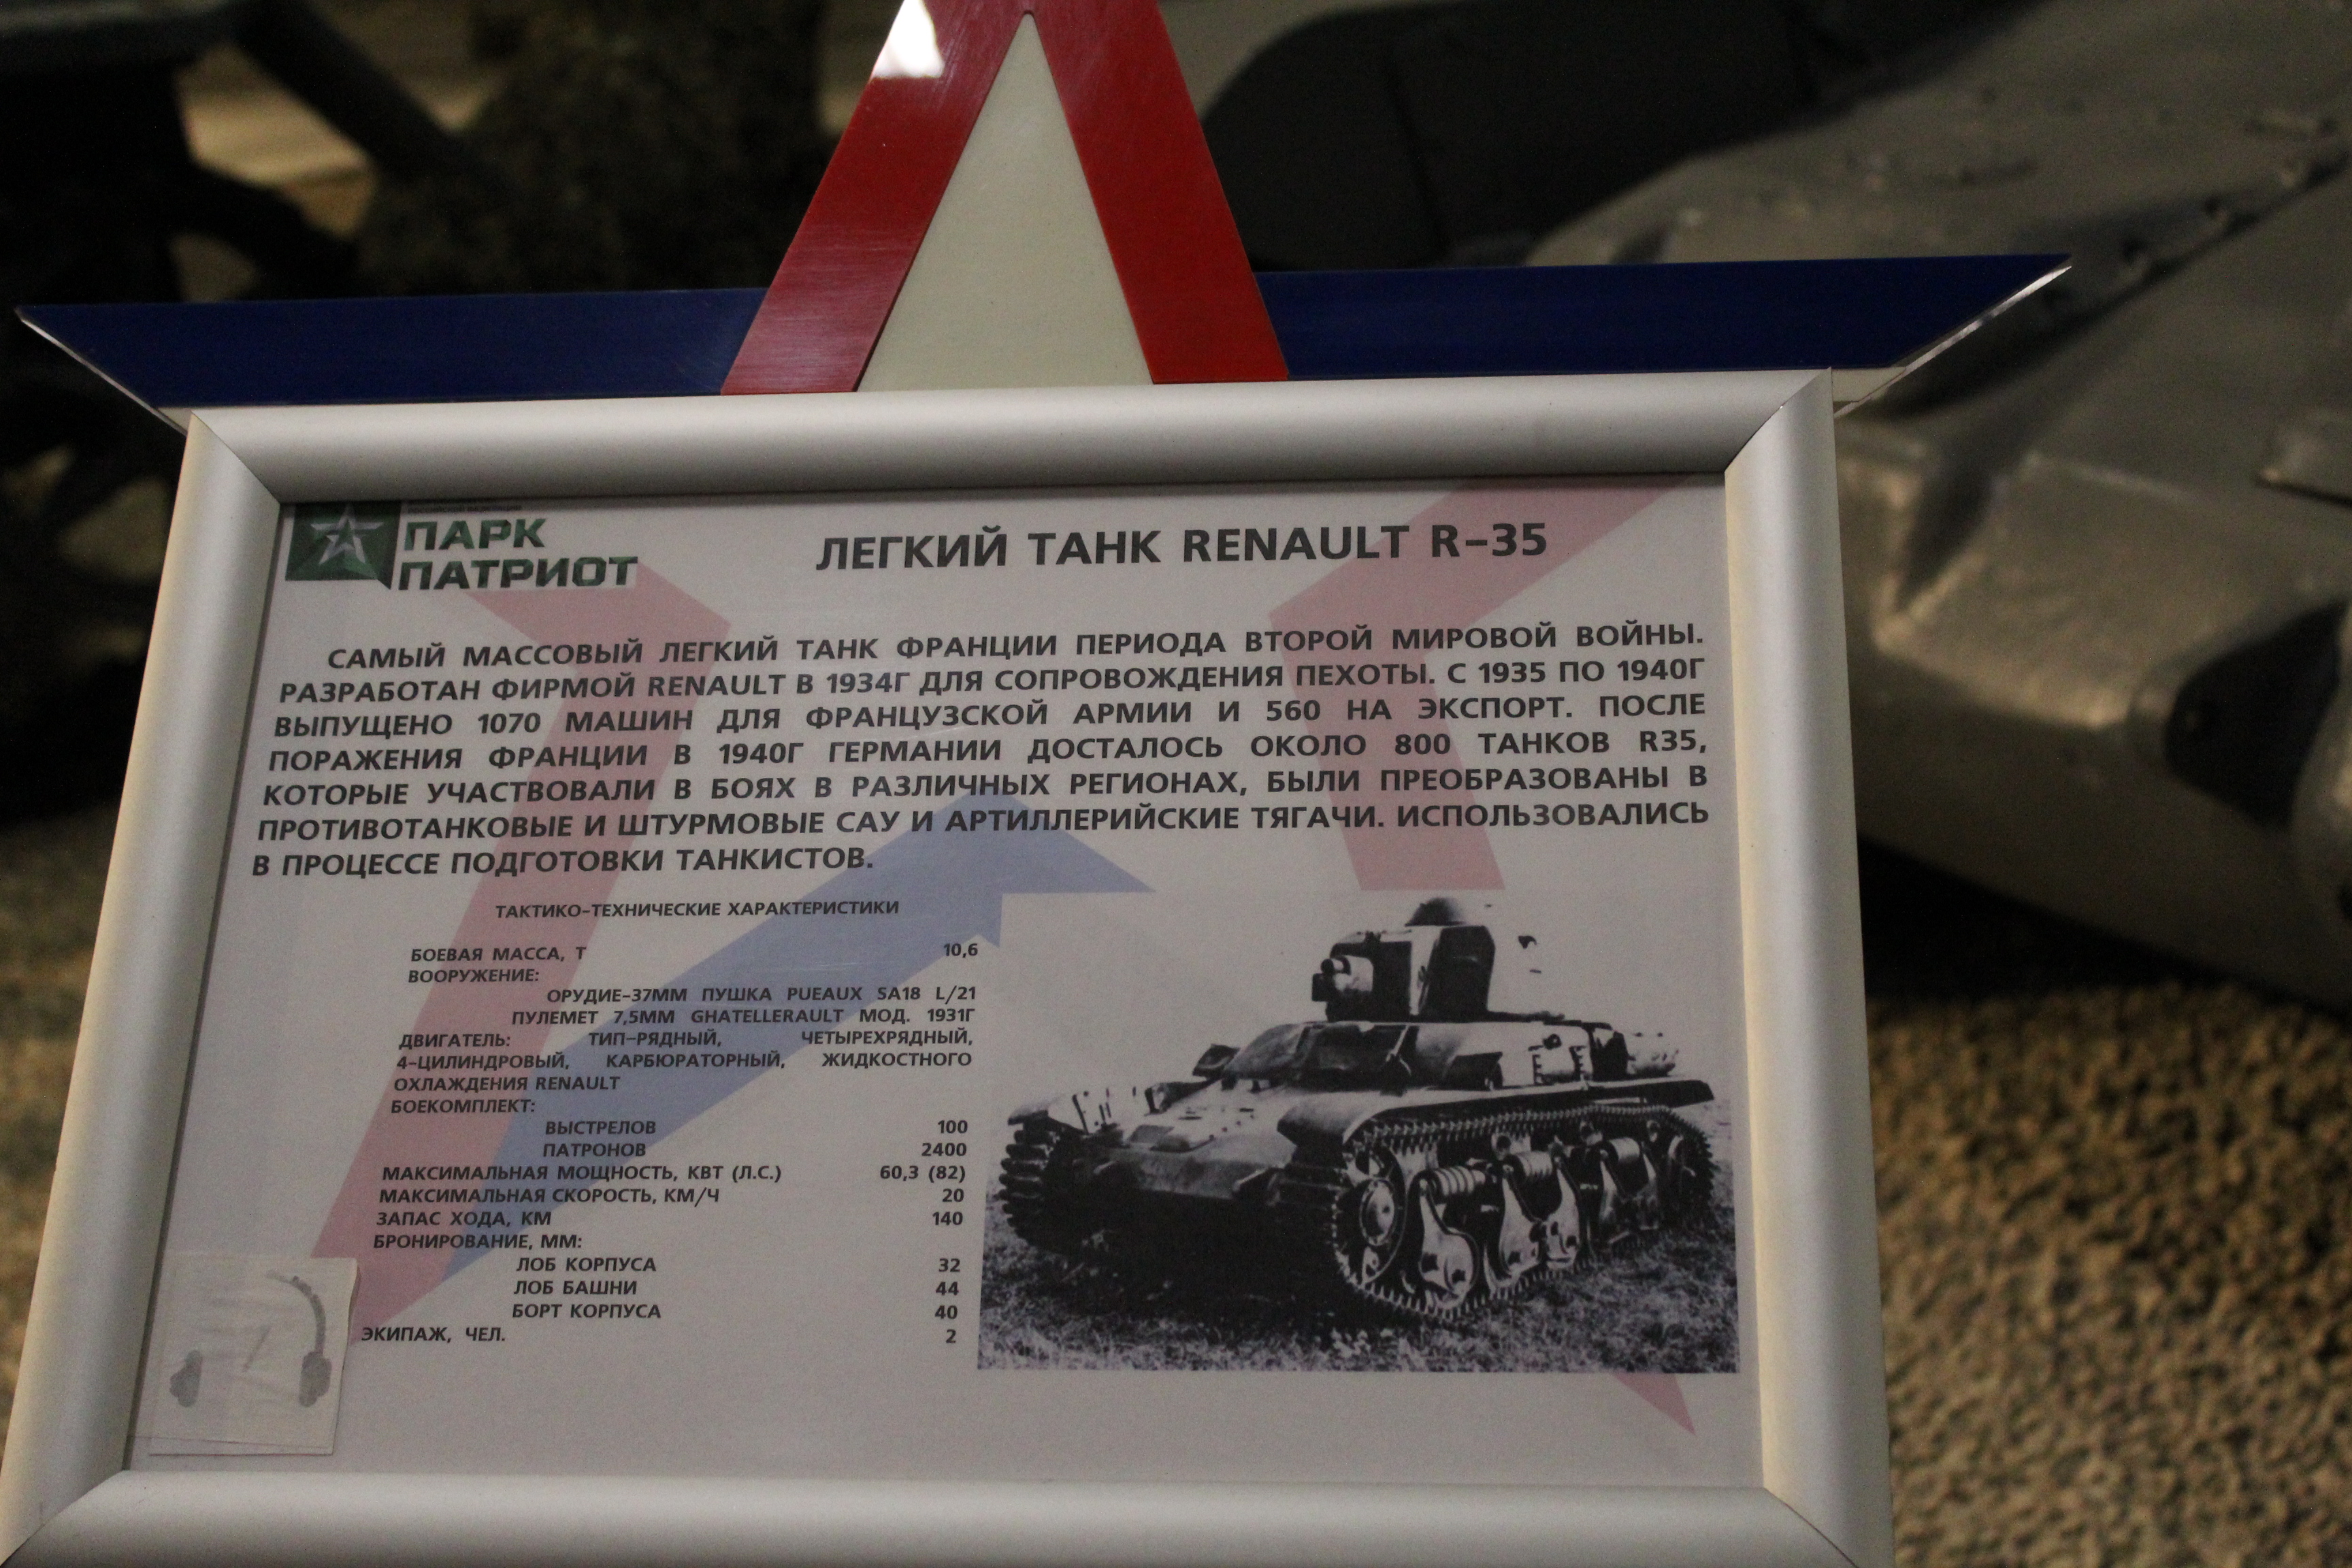 ПАРК
ПАТРИОТ
ЛЕГКИЙ ТАНК RENAULT R-35
САМЫЙ МАССОВЫЙ ЛЕГКИЙ ТАНК ФРАНЦИИ ПЕРИОДА ВТОРОЙ МИРОВОЙ ВОЙНЫ.
РАЗРАБОТАН ФИРМОЙ RENAULT В 1934Г ДЛЯ СОПРОВОЖДЕНИЯ ПЕХОТЫ. С 1935 ПО 1940Г
ВЫПУЩЕНО 1070 МАШИН ДЛЯ ФРАНЦУЗСКОЙ АРМИИ И 560 НА ЭКСПОРТ. ПОСЛЕ
ПОРАЖЕНИЯ ФРАНЦИИ В 1940Г ГЕРМАНИИ ДОСТАЛОСЬ ОКОЛО 800 ТАНКОВ R35,
КОТОРЫЕ УЧАСТВОВАЛИ В БОЯХ В РАЗЛИЧНЫХ РЕГИОНАХ, БЫЛИ ПРЕОБРАЗОВАНЫ В
ПРОТИВОТАНКОВЫЕ И ШТУРМОВЫЕ САУ И АРТИЛЛЕРИЙСКИЕ ТЯГАЧИ. ИСПОЛЬЗОВАЛИСЬ
В ПРОЦЕССЕ ПОДГОТОВКИ ТАНКИСТОВ.
ТАКТИКО-ТЕХНИЧЕСКИЕ ХАРАКТЕРИСТИКИ
БОЕВАЯ МАССА, Т 10,6
ВООРУЖЕНИЕ:
ОРУДИЕ-37ММ ПУШКА PUEAUX SA18 L/21
ПУЛЕМЕТ 7,5ММ GHATELLERAULT МОД. 1931Г
ДВИГАТЕЛЬ: ТИП-РЯДНЫЙ, ЧЕТЫРЕХРЯДНЫЙ,
4-ЦИЛИНДРОВЫЙ, КАРБЮРАТОРНЫЙ, ЖИДКОСТНОГО
ОХЛАЖДЕНИЯ RENAULT
БОЕКОМПЛЕКТ:
ВЫСТРЕЛОВ 100
ПАТРОНОВ 2400
МАКСИМАЛЬНАЯ МОЩНОСТЬ, КВТ (Л.С.) 60,3 (82)
МАКСИМАЛЬНАЯ СКОРОСТЬ, КМ/Ч 20
ЗАПАС ХОДА, КМ 140
БРОНИРОВАНИЕ, ММ:
ЛОБ КОРПУСА 32
ЛОБ БАШНИ 44
БОРТ КОРПУСА 40
ЭКИПАЖ, ЧЕЛ. 2